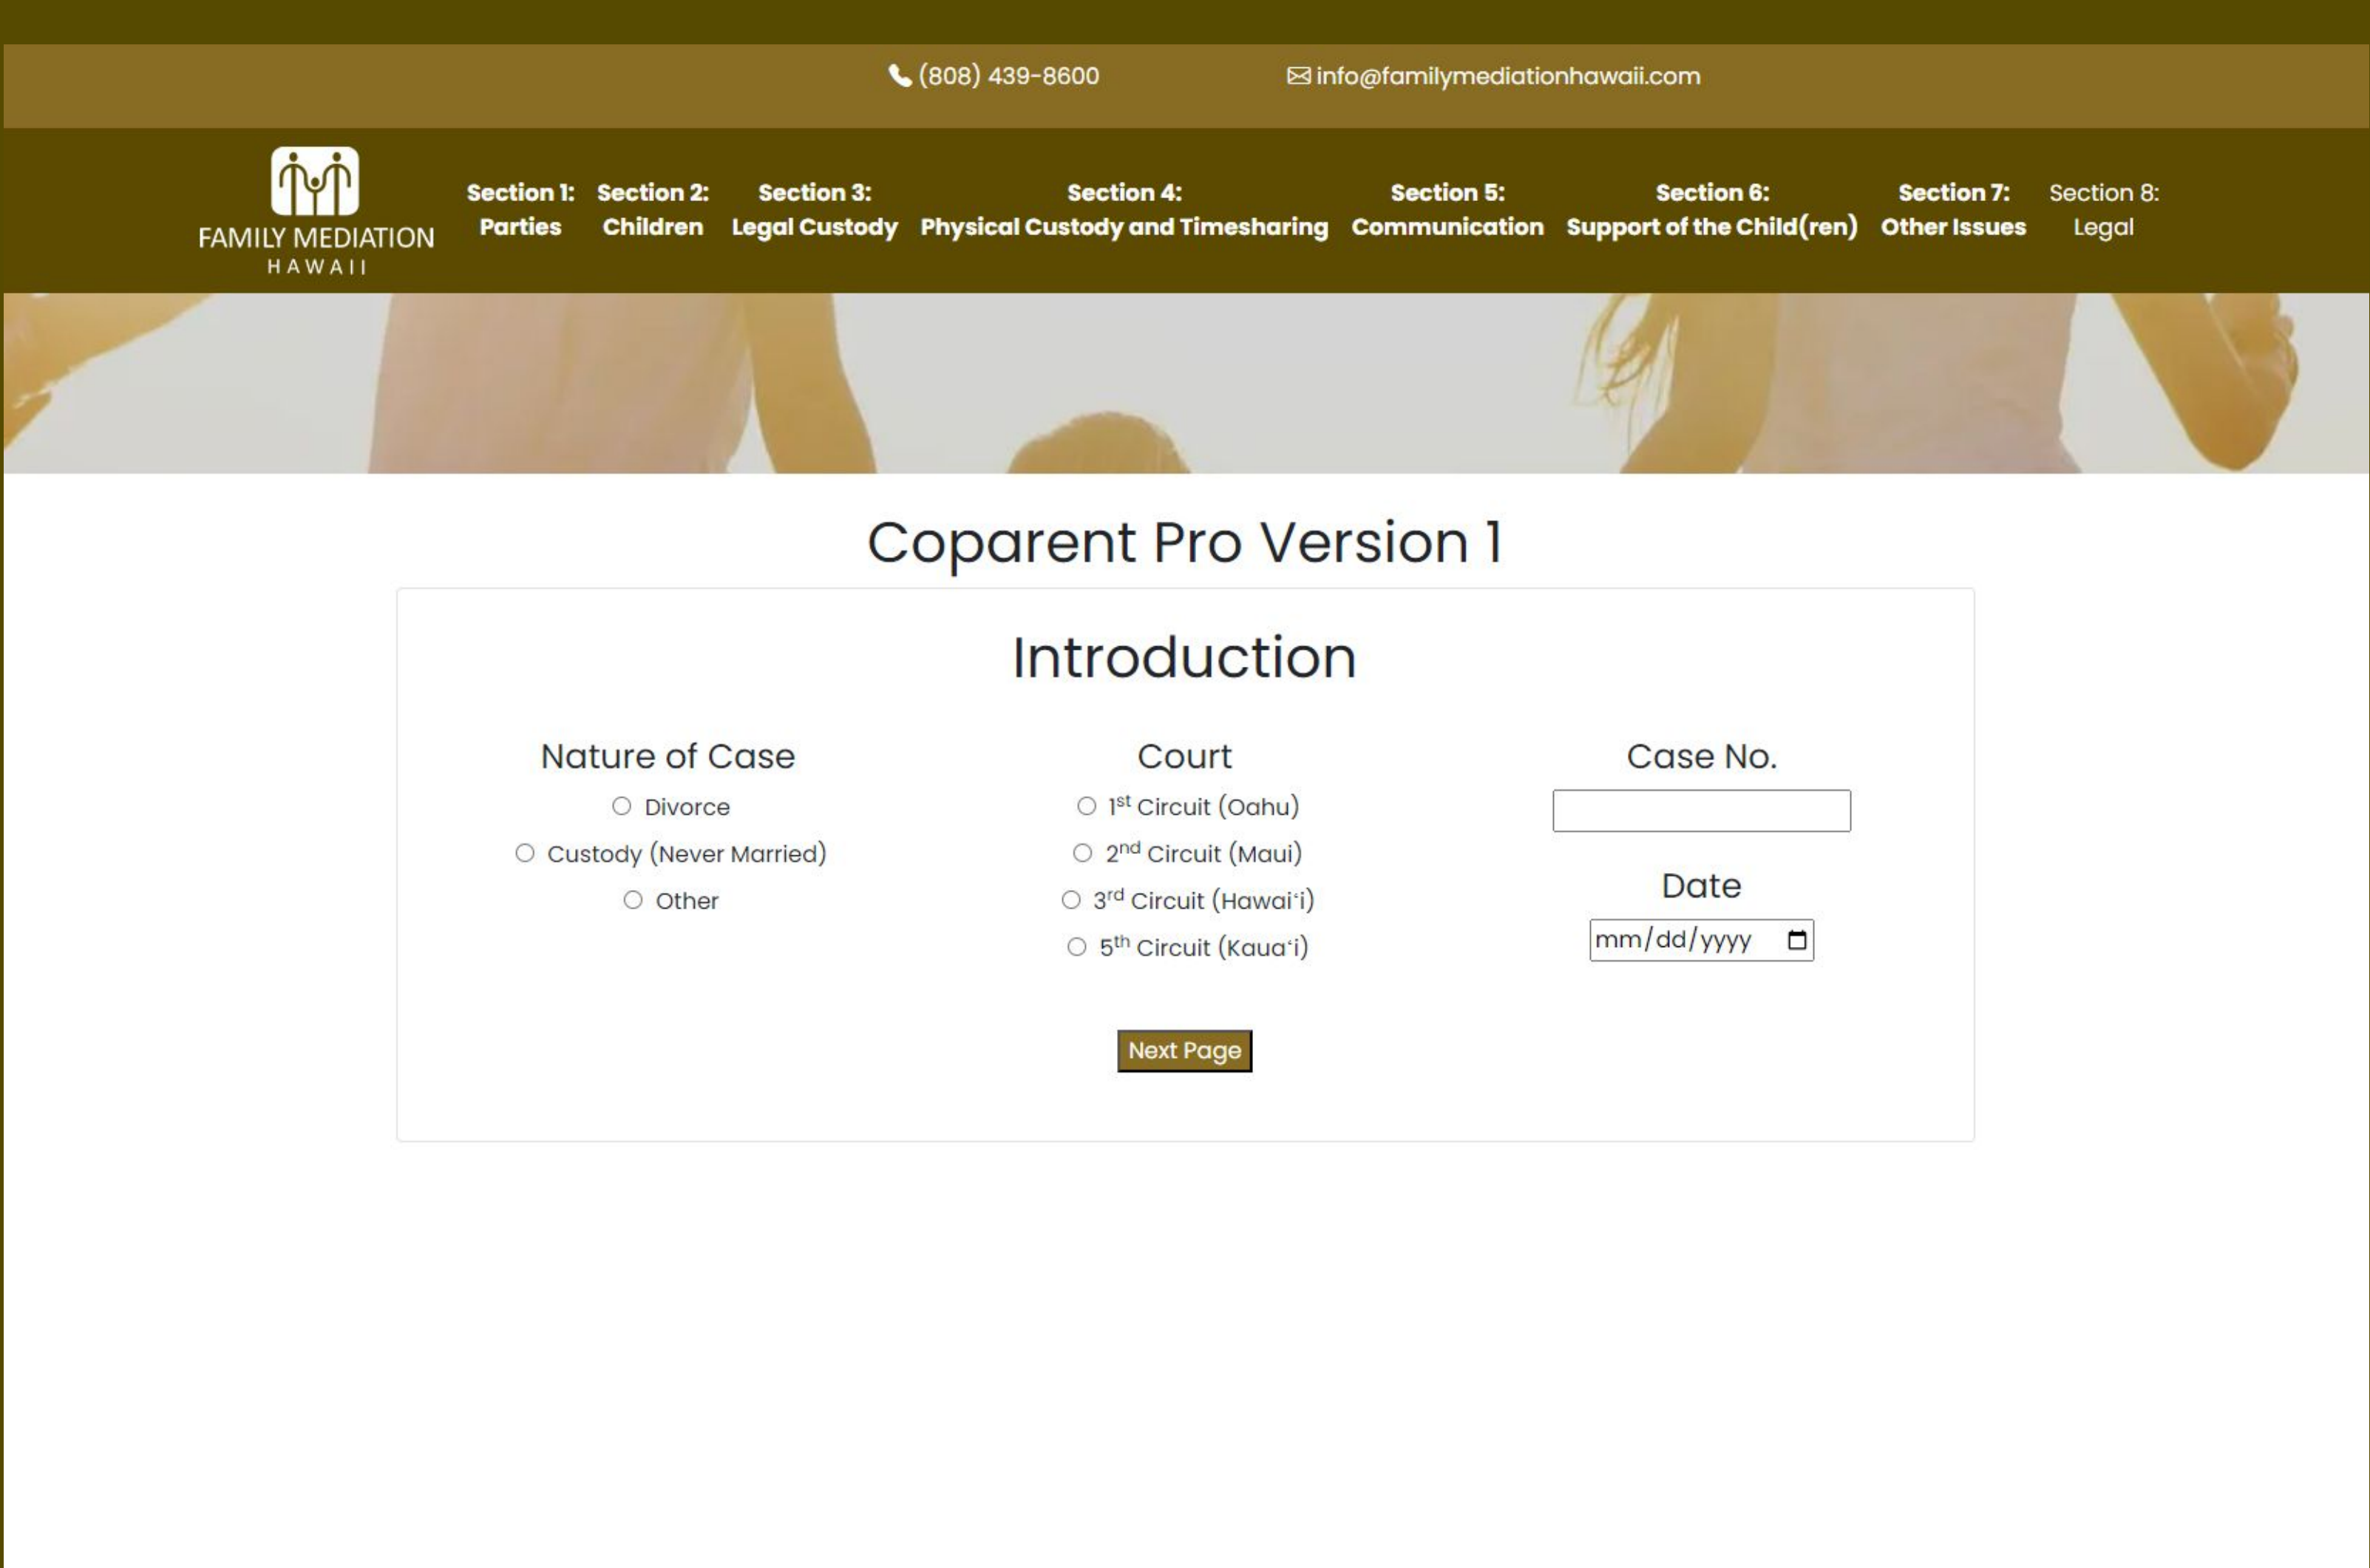 (808) 439-8600
info@familymediationhawaii.com
FAMILY MEDIATION
HAWAII
Section 1:
Parties
Section 2:
Children
Section 3:
Legal Custody
Section 4:
Physical Custody and Timesharing
Section 5:
Communication
Section 6:
Support of the Child(ren)
Section 7:
Other Issues
Section 8:
Legal
Coparent Pro Version 1
Introduction
Nature of Case
Divorce
Custody (Never Married)
Other
Court
1st Circuit (Oahu)
2nd Circuit (Maui)
3rd Circuit (Hawaiʻi)
5th Circuit (Kauaʻi)
Case No.
Date
mm/dd/yyyy
Next Page